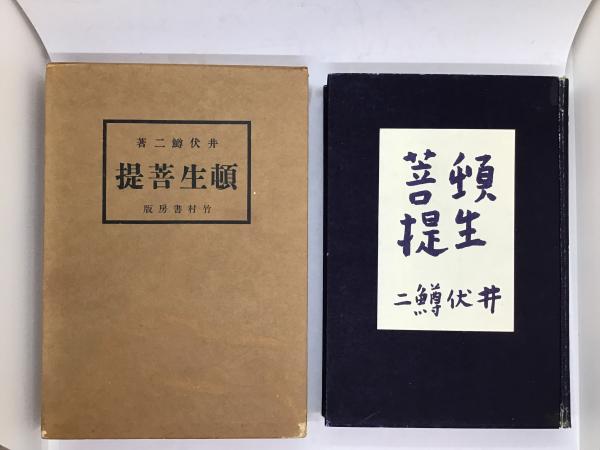 著二鱒伏井
提菩生頓
版房書村竹
頓生
菩提
二鱒伏井